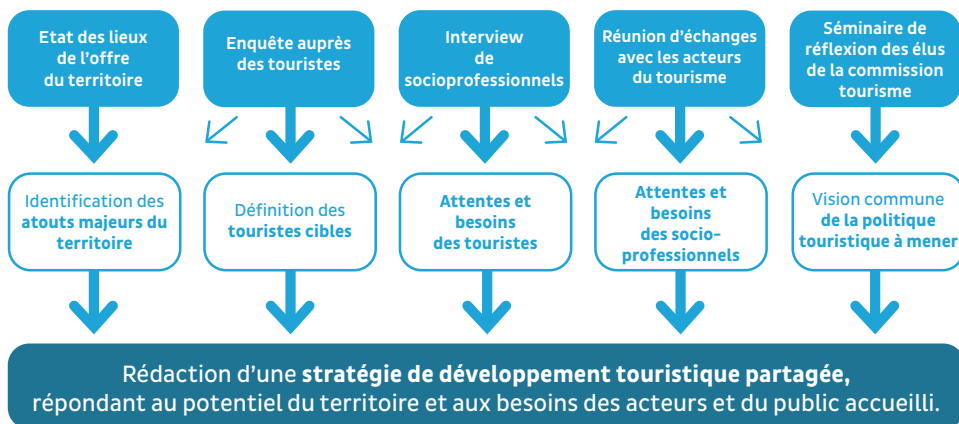 Etat des lieux
de l'offre
du territoire
Enquête auprès
des touristes
Interview
de
socioprofessionnels
Réunion d'échanges
avec les acteurs
du tourisme
Séminaire de
réflexion des élus
de la commission
tourisme
Identification des
atouts majeurs du
territoire
Définition des
touristes cibles
Attentes et
besoins
des touristes
Attentes et
besoins
des socio-
professionnels
Vision commune
de la politique
touristique à mener
Rédaction d'une stratégie de développement touristique partagée,
répondant au potentiel du territoire et aux besoins des acteurs et du public accueilli.